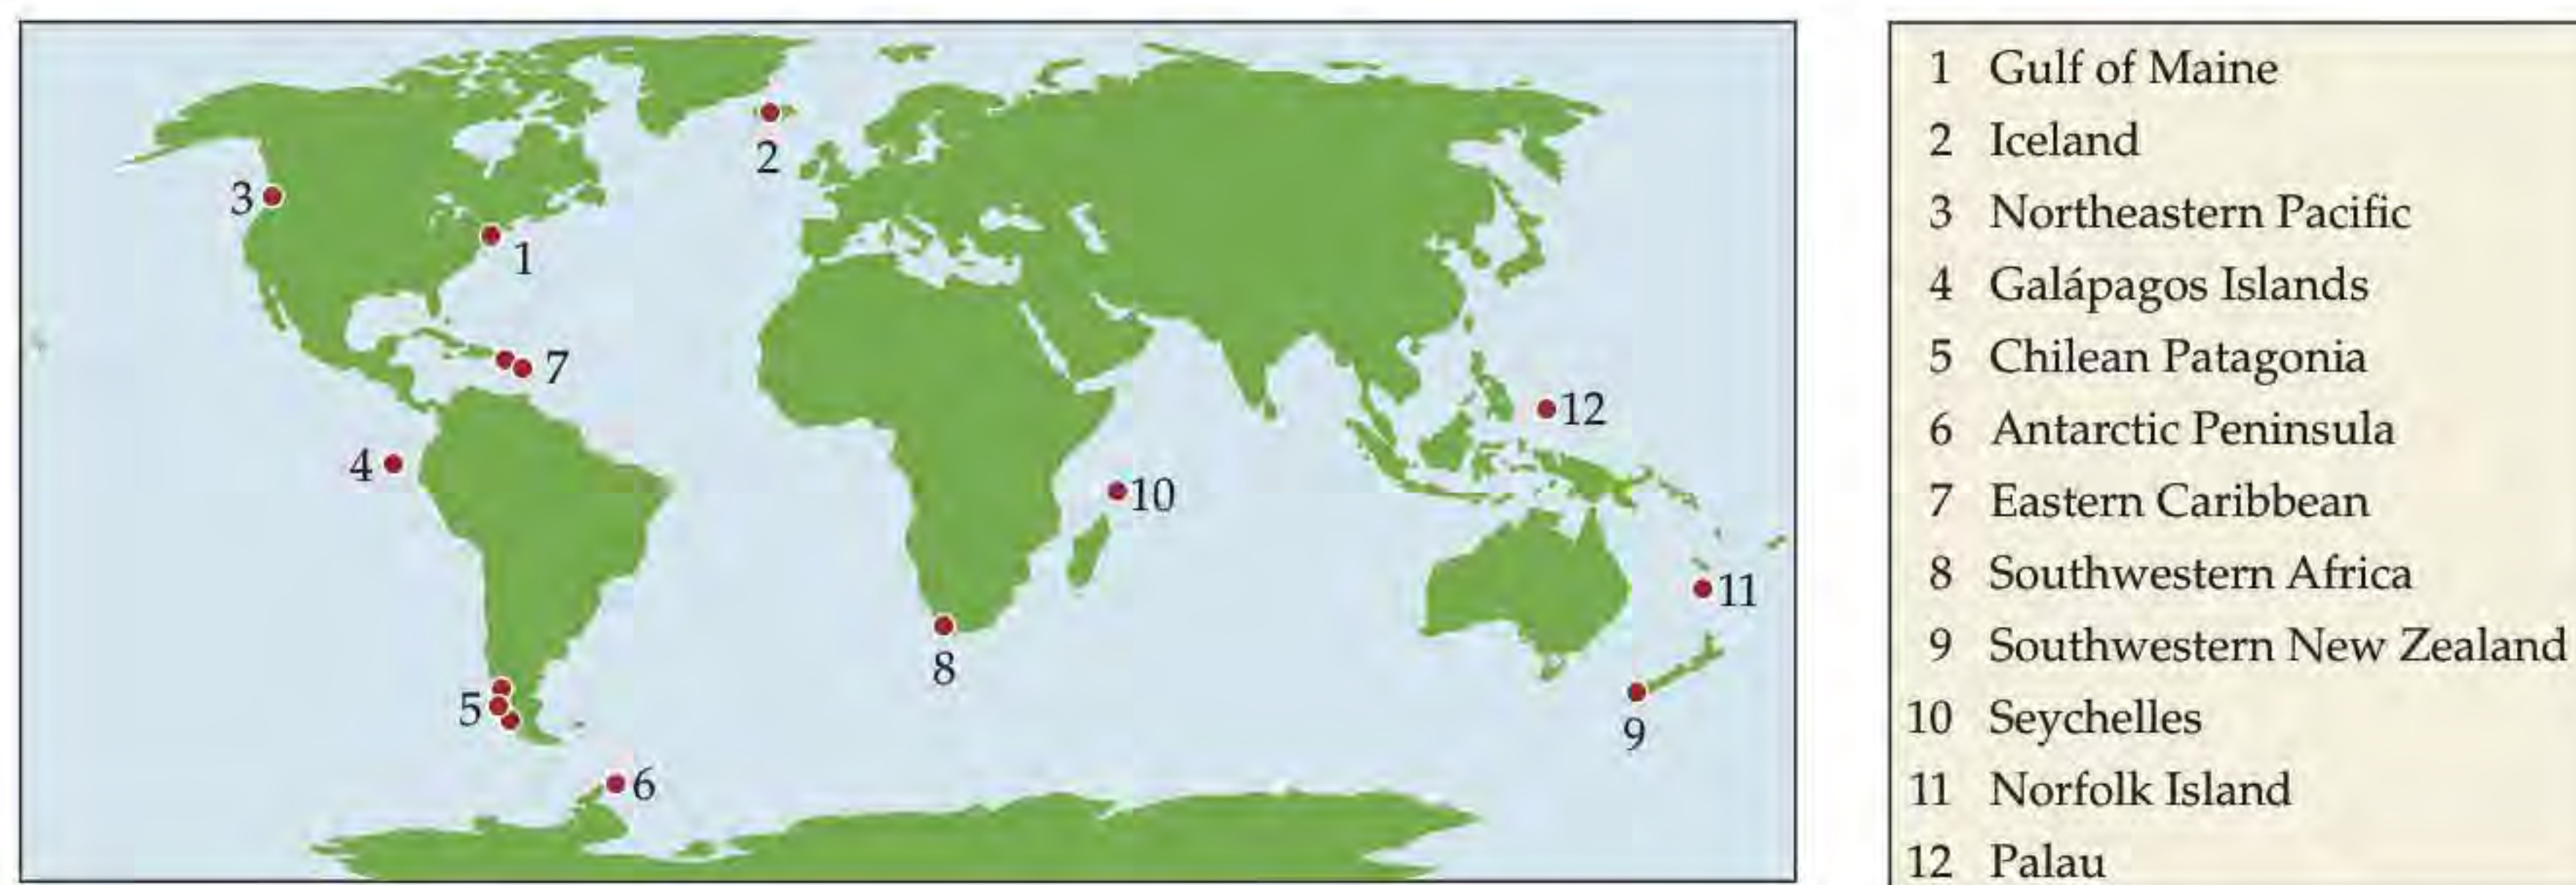 2
3
1
7
12
4
10
11
8
5
9
6
1 Gulf of Maine
2 Iceland
3 Northeastern Pacific
4 Galápagos Islands
5 Chilean Patagonia
6 Antarctic Peninsula
7 Eastern Caribbean
8 Southwestern Africa
9 Southwestern New Zealand
10 Seychelles
11 Norfolk Island
12 Palau